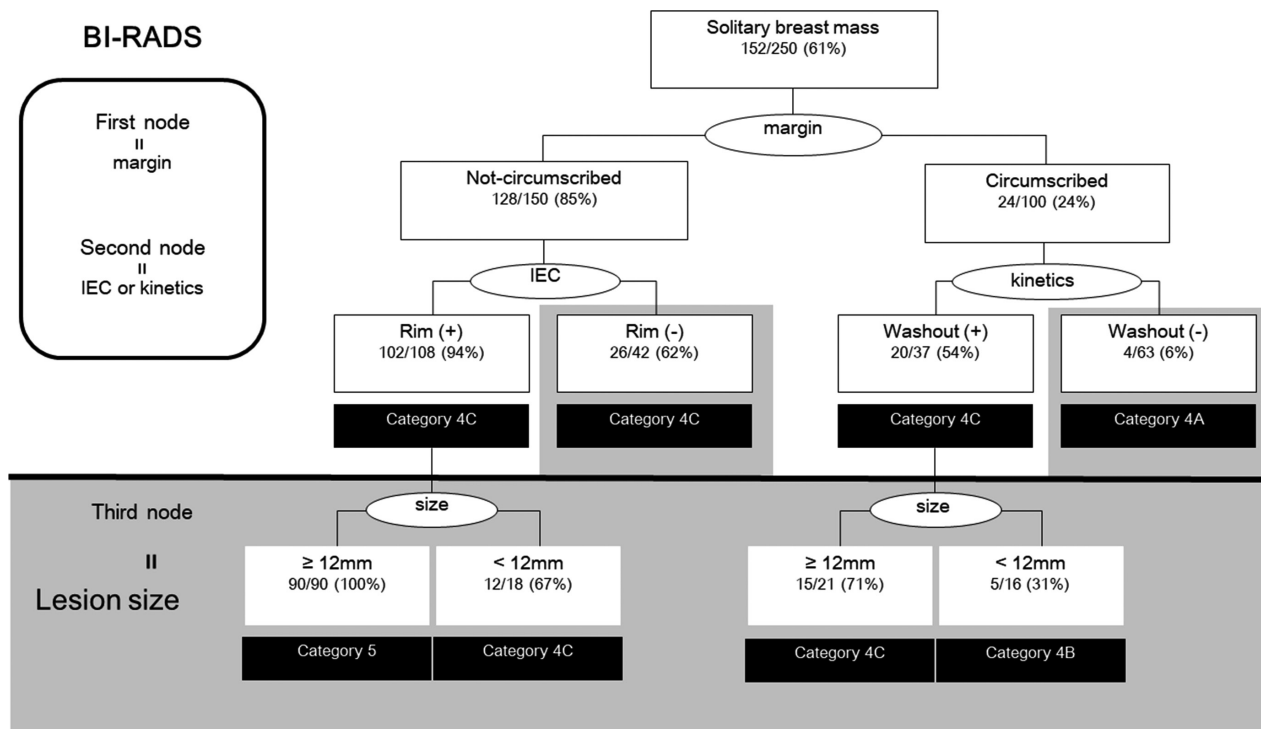 BI-RADS
First node
=
margin
Second node
=
IEC or kinetics
Solitary breast mass
152/250 (61%)
margin
Not-circumscribed
128/150 (85%)
Circumscribed
24/100 (24%)
IEC
kinetics
Rim (+)
102/108 (94%)
Rim (-)
26/42 (62%)
Washout (+)
20/37 (54%)
Washout (-)
4/63 (6%)
Category 4C
Category 4C
Category 4C
Category 4A
Third node
=
Lesion size
size
size
≥ 12mm
90/90 (100%)
< 12mm
12/18 (67%)
≥ 12mm
15/21 (71%)
< 12mm
5/16 (31%)
Category 5
Category 4C
Category 4C
Category 4B